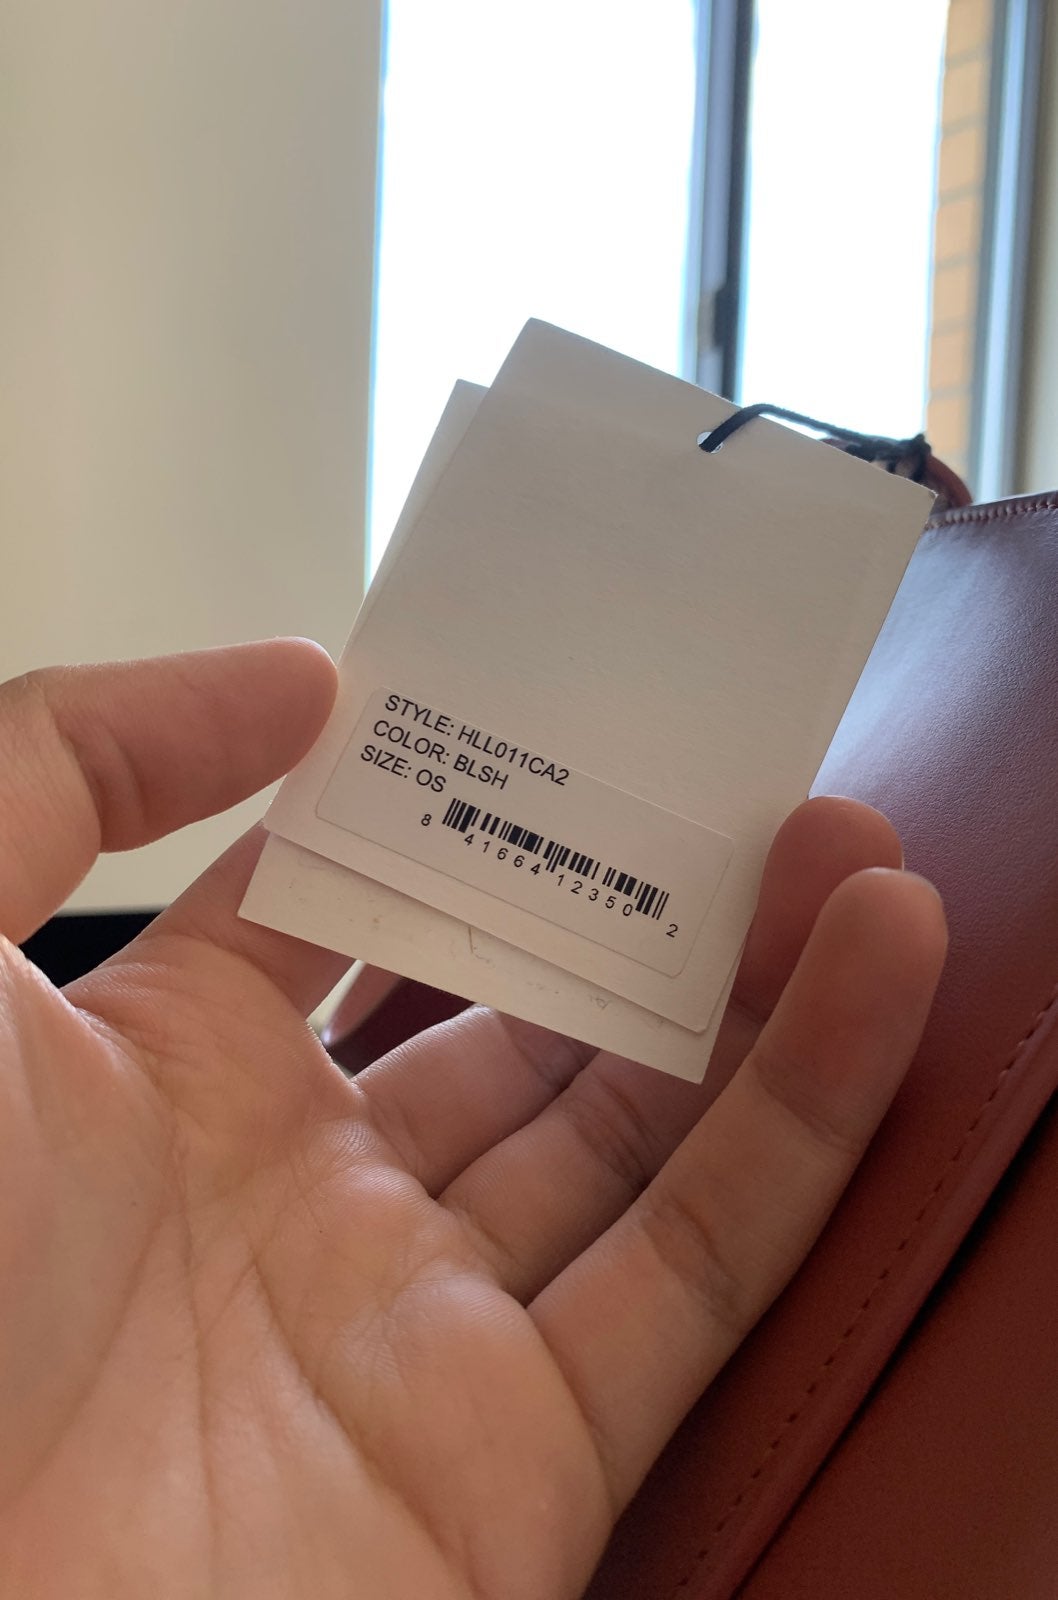 STYLE: HLL011CA2
COLOR: BLSH
SIZE: OS
8 41664 12350 2